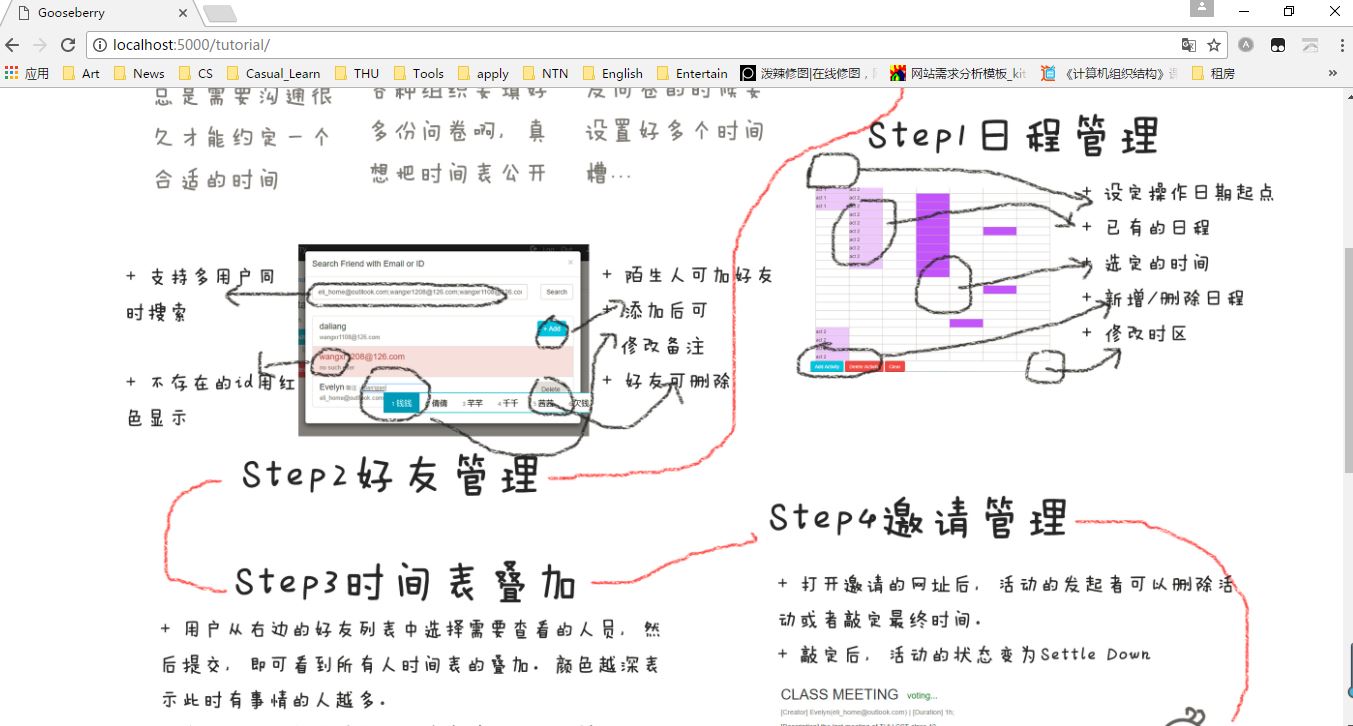 Gooseberry
localhost:5000/tutorial/
应用
Art
News
CS
Casual_Learn
THU
Tools
apply
NTN
English
Entertain
泼辣修图|在线修图，
网站需求分析模板_kit
《计算机组织结构》
租房
总是需要沟通很
久才能约定一个
合适的时间
各种组织要填好
多份问卷啊，真
想把时间表公开
发问卷的时候要
设置好多个时间
槽…
Step1日程管理
+ 设定操作日期起点
+ 已有的日程
+ 选定的时间
+ 新增/删除日程
+ 修改时区
Add Activity
Delete Activity
Clear
+ 支持多用户同
时搜索
+ 不存在的id用红
色显示
Search Friend with Email or ID
eli_home@outlook.com;wangxr1208@126.com;wangxr1108@126.com
Search
daliang
wangxr1108@126.com
+ Add
wangxr1208@126.com
no such user
Evelyn
Delete
eli_home@outlook.com
1 钱钱
2 倩倩
3 芊芊
4 千千
5 茜茜
6 欠钱
+ 陌生人可加好友
+ 添加后可
修改备注
+ 好友可删除
Step2好友管理
Step3时间表叠加
+ 用户从右边的好友列表中选择需要查看的人员，然
后提交，即可看到所有人时间表的叠加．颜色越深表
示此时有事情的人越多．
Step4邀请管理
+ 打开邀请的网址后，活动的发起者可以删除活
动或者敲定最终时间．
+ 敲定后，活动的状态变为Settle Down
CLASS MEETING voting...
[Creator] Evelyn(eli_home@outlook.com) | [Duration] 1h;